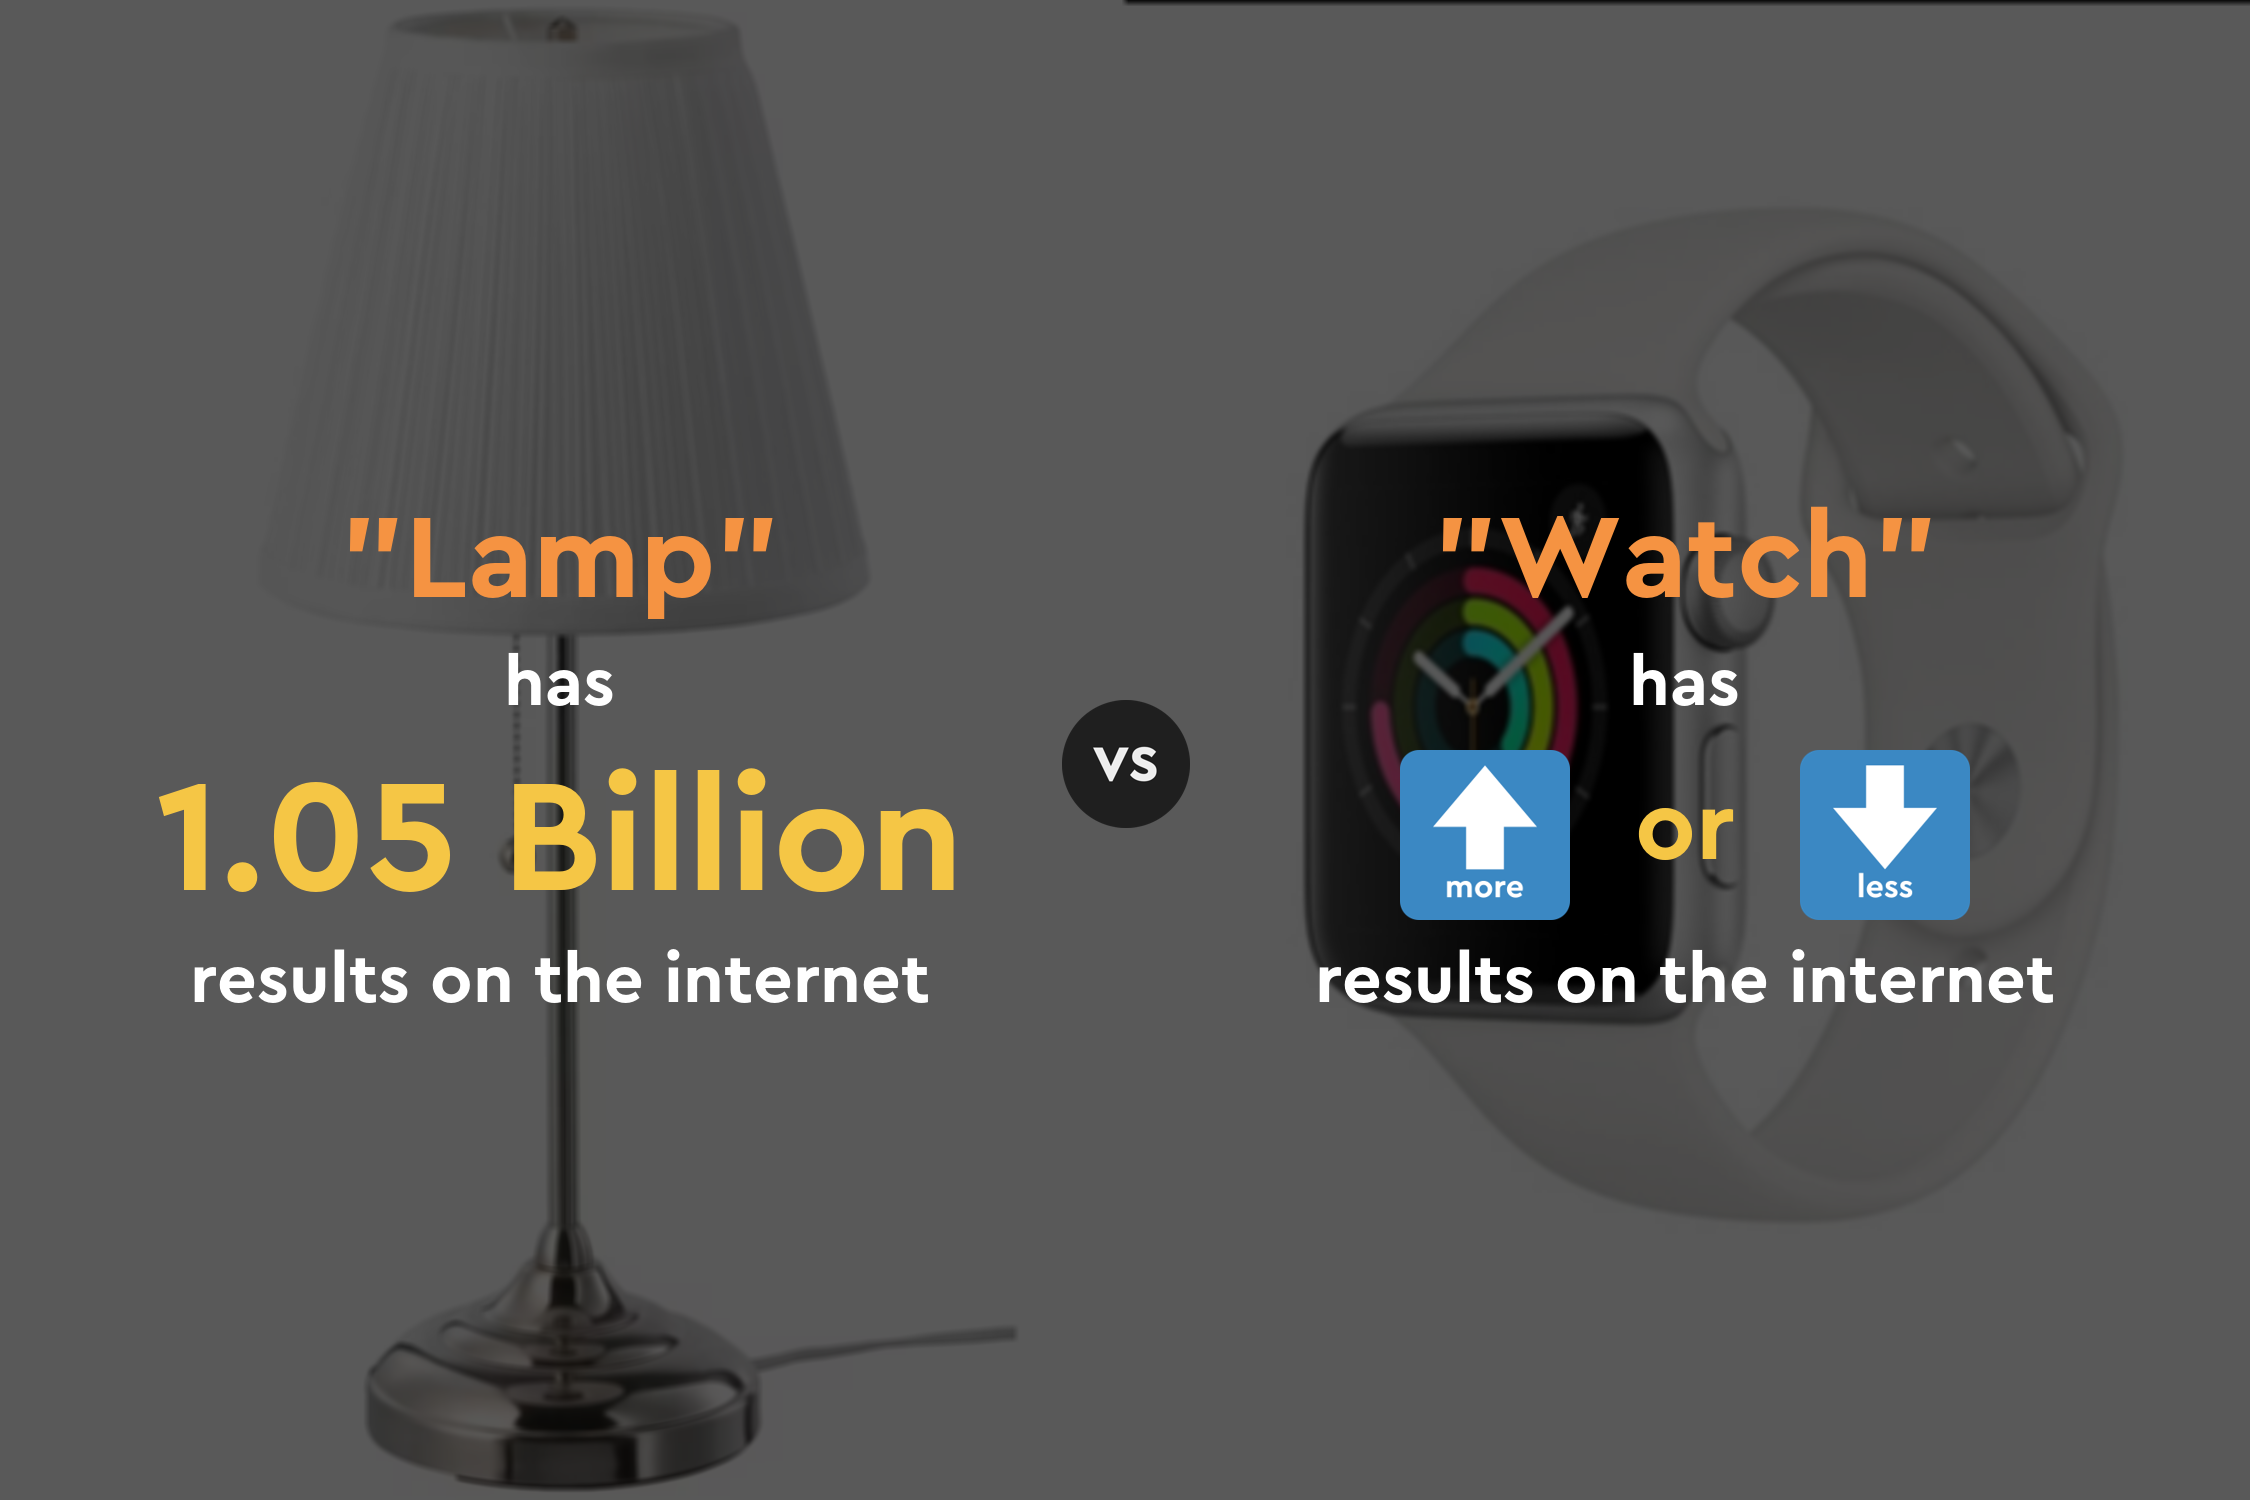 "Lamp"
has
1.05 Billion
results on the internet
vs
"Watch"
has
more or less
results on the internet